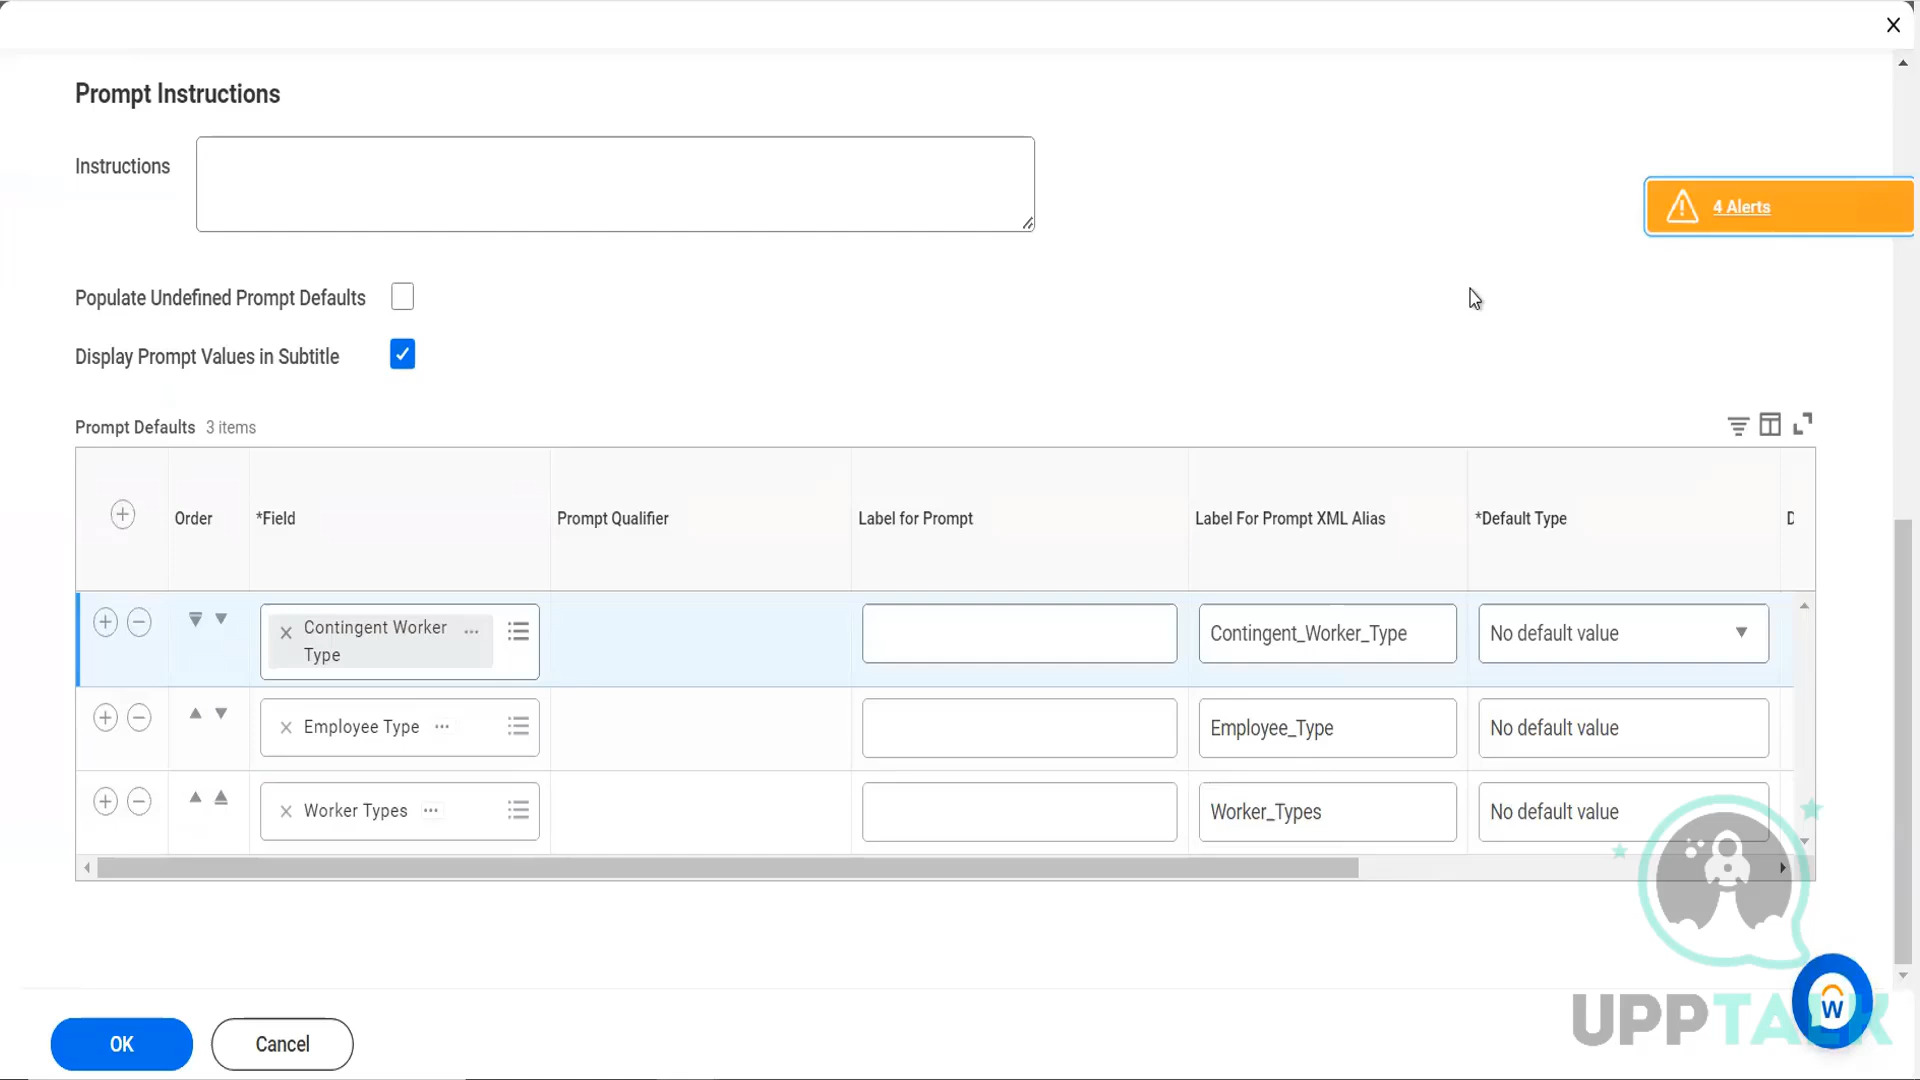 Prompt Instructions
Instructions
4 Alerts
Populate Undefined Prompt Defaults
Display Prompt Values in Subtitle
Prompt Defaults 3 items
Order *Field Prompt Qualifier Label for Prompt Label For Prompt XML Alias *Default Type
Contingent Worker Type Contingent_Worker_Type No default value
Employee Type Employee_Type No default value
Worker Types Worker_Types No default value
UPPTALK
W
OK Cancel